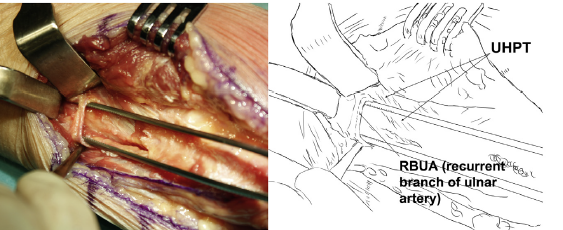 UHPT
RBUA (recurrent
branch of ulnar
artery)